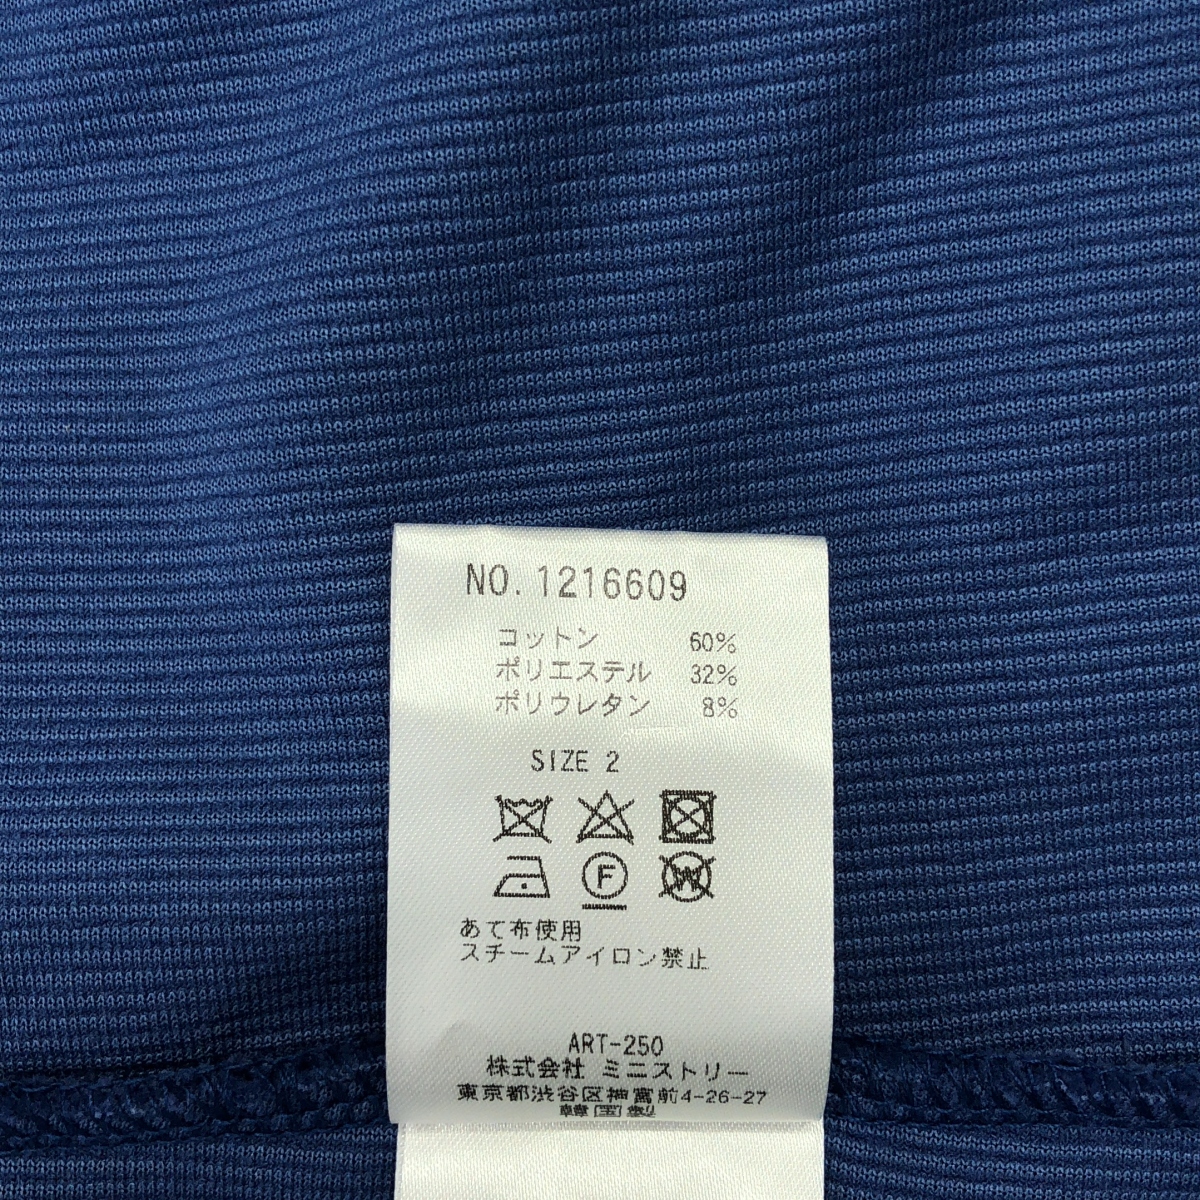 NO. 1216609
コットン 60%
ポリエステル 32%
ポリウレタン 8%
SIZE 2
F
W
あて布使用
スチームアイロン禁止
ART-250
株式会社 ミニストリー
東京都渋谷区神宮前4-26-27
韓国製